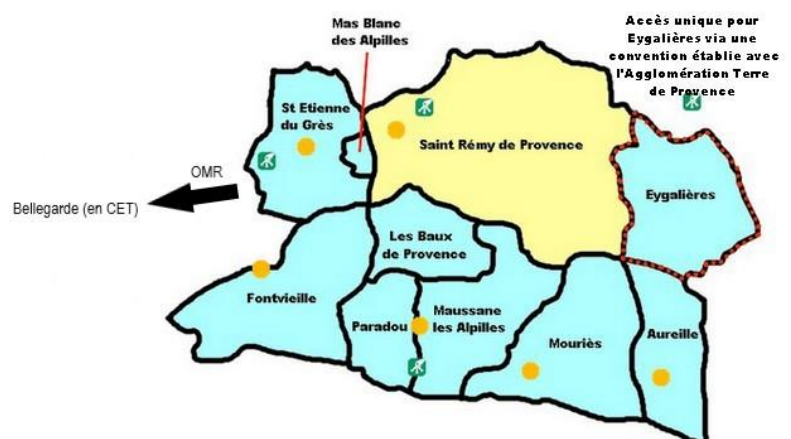 Mas Blanc
des Alpilles
Accès unique pour
Eygalières via une
convention établie avec
l'Agglomération Terre
de Provence
St Etienne
du Grès
Saint Rémy de Provence
OMR
Bellegarde (en CET)
Eygalières
Les Baux
de Provence
Fontvieille
Paradou
Maussane
les Alpilles
Mouriès
Aureille